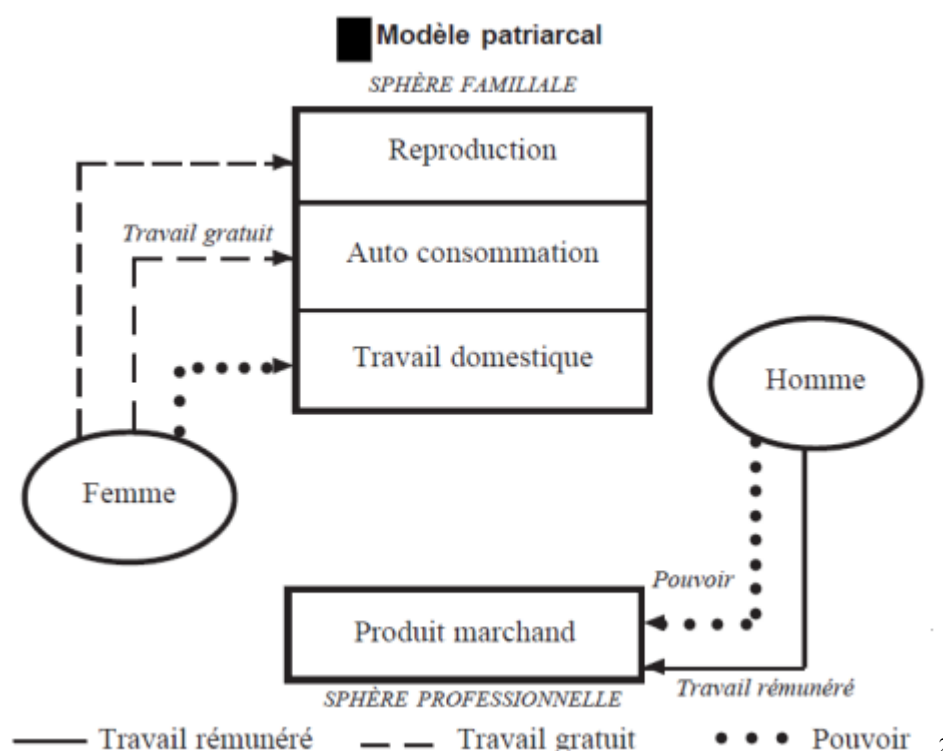 Modèle patriarcal
SPHÈRE FAMILIALE
Reproduction
Travail gratuit
Auto consommation
Travail domestique
Homme
Femme
Pouvoir
Produit marchand
Travail rémunéré
SPHÈRE PROFESSIONNELLE
Travail rémunéré
Travail gratuit
Pouvoir